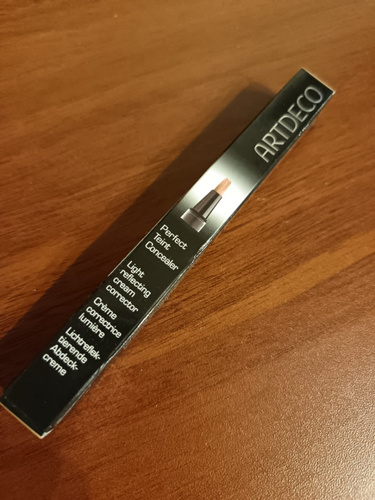 ARTDECO
Perfect
Teint
Concealer
Light
reflecting
cream
corrector
Crème
correctrice
lumière
Lichtreflek-
tierende
Abdeck-
creme